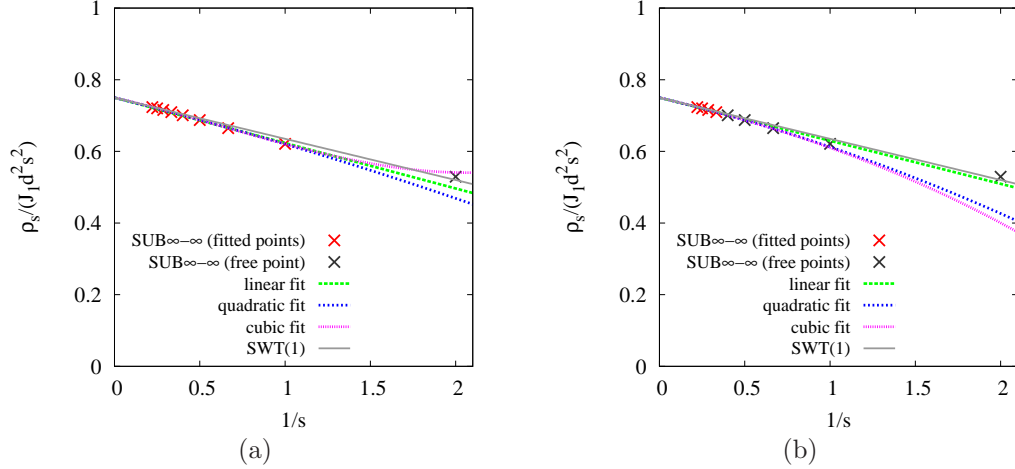 1
0.8
0.6
0.4
0.2
0
ρs/(J1d²s²)
SUB∞−∞ (fitted points)
SUB∞−∞ (free point)
linear fit
quadratic fit
cubic fit
SWT(1)
0 0.5 1 1.5 2
1/s
(a)
1
0.8
0.6
0.4
0.2
0
ρs/(J1d²s²)
SUB∞−∞ (fitted points)
SUB∞−∞ (free points)
linear fit
quadratic fit
cubic fit
SWT(1)
0 0.5 1 1.5 2
1/s
(b)